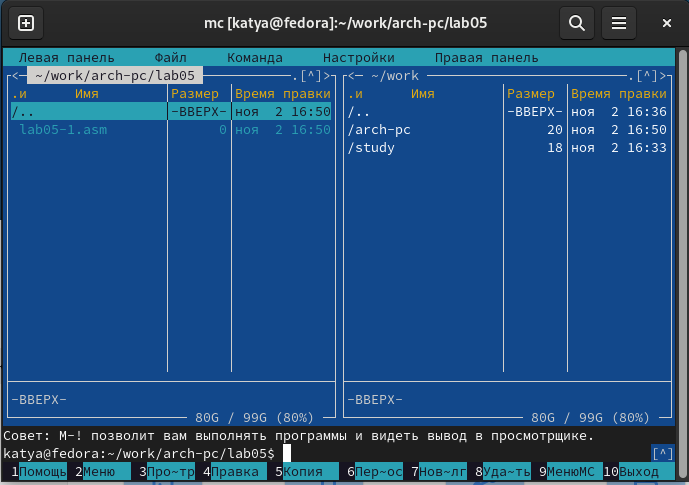 mc [katya@fedora]:~/work/arch-pc/lab05
Левая панель Файл Команда Настройки Правая панель
<— ~/work/arch-pc/lab05 .[^]> <— ~/work .[^]>
.и Имя Размер Время правки .и Имя Размер Время правки
/.. -ВВЕРХ- ноя 2 16:50 /.. -ВВЕРХ- ноя 2 16:36
lab05-1.asm 0 ноя 2 16:50 /arch-pc 20 ноя 2 16:50
/study 18 ноя 2 16:33
-ВВЕРХ- -ВВЕРХ-
80G / 99G (80%) 80G / 99G (80%)
Совет: M-! позволит вам выполнять программы и видеть вывод в просмотрщике.
katya@fedora:~/work/arch-pc/lab05$ [^]
1Помощь 2Меню 3Про~тр 4Правка 5Копия 6Пер~ос 7Нов~лг 8Уда~ть 9МенюMC 10Выход